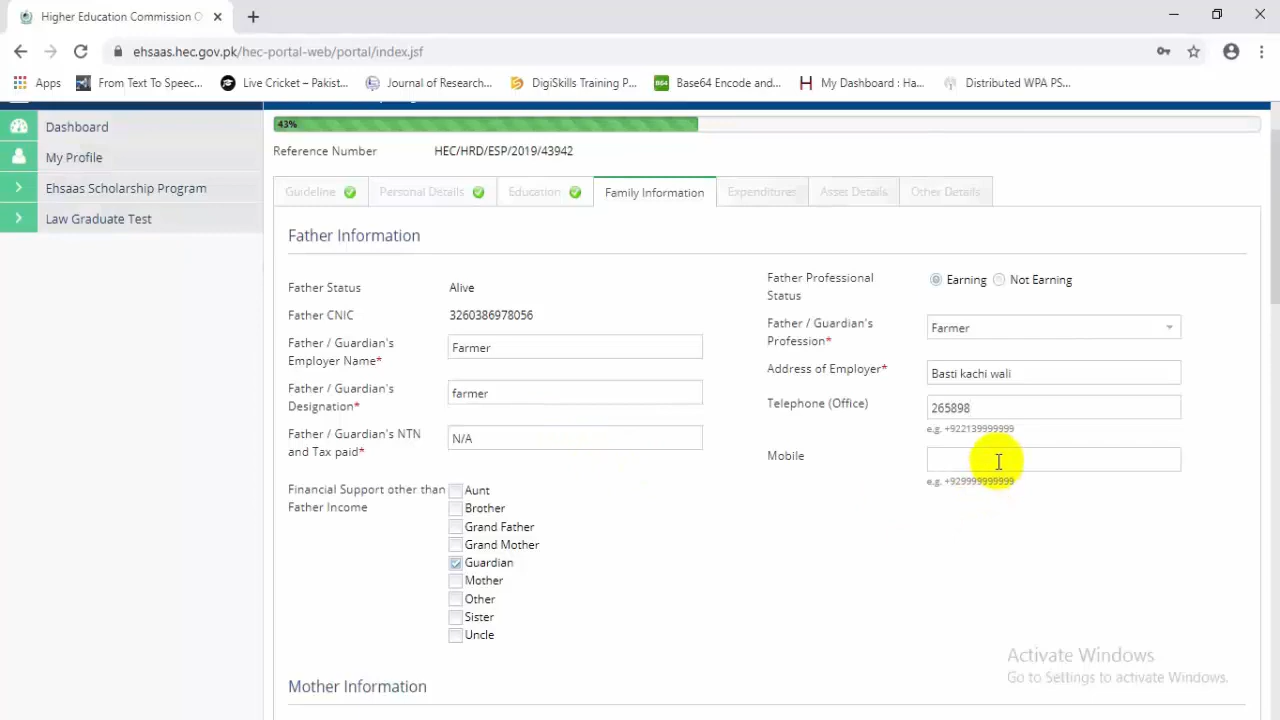 Higher Education Commission O
ehsaas.hec.gov.pk/hec-portal-web/portal/index.jsf
Apps
From Text To Speec...
Live Cricket – Pakist...
Journal of Research...
DigiSkills Training P...
B64
Base64 Encode and...
My Dashboard : Ha...
Distributed WPA PS...
Dashboard
My Profile
Ehsaas Scholarship Program
Law Graduate Test
43%
Reference Number HEC/HRD/ESP/2019/43942
Guideline Personal Details Education Family Information Expenditures Asset Details Other Details
Father Information
Father Status Alive
Father CNIC 3260386978056
Father / Guardian's
Employer Name* Farmer
Father / Guardian's
Designation* farmer
Father / Guardian's NTN
and Tax paid* N/A
Financial Support other than
Father Income
Aunt
Brother
Grand Father
Grand Mother
Guardian
Mother
Other
Sister
Uncle
Father Professional
Status Earning Not Earning
Father / Guardian's
Profession* Farmer
Address of Employer* Basti kachi wali
Telephone (Office) 265898
e.g. +922139999999
Mobile
e.g. +929999999999
Mother Information
Activate Windows
Go to Settings to activate Windows.